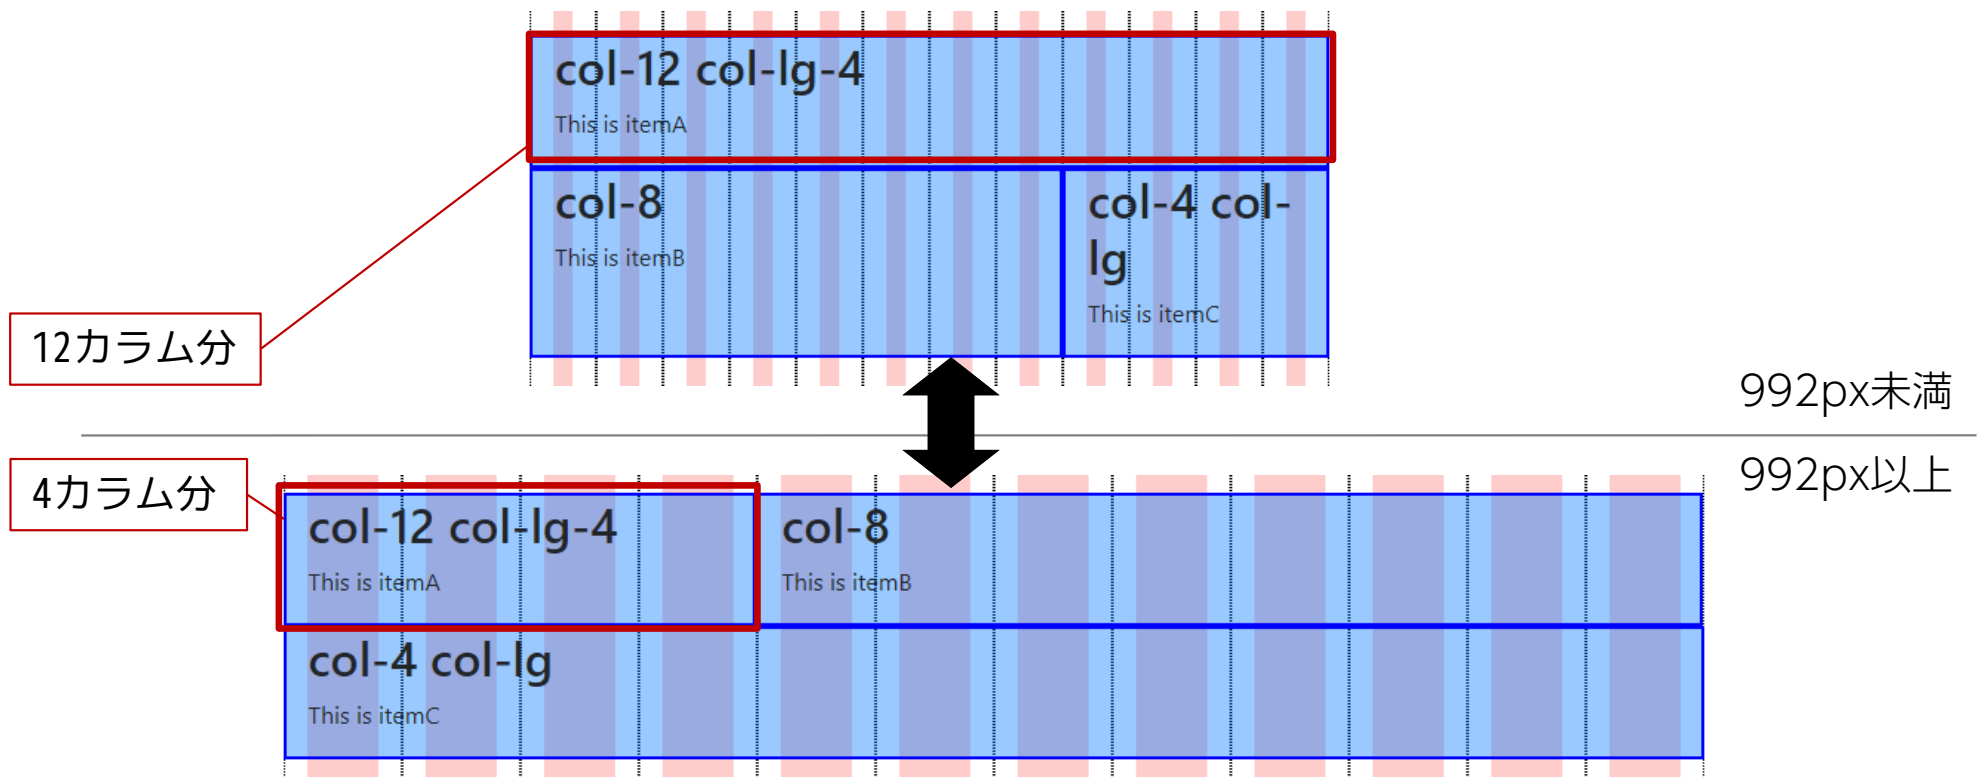 col-12 col-lg-4
This is itemA
col-8
This is itemB
col-4 col-
lg
This is itemC
12カラム分
992px未満
992px以上
4カラム分
col-12 col-lg-4
This is itemA
col-8
This is itemB
col-4 col-lg
This is itemC